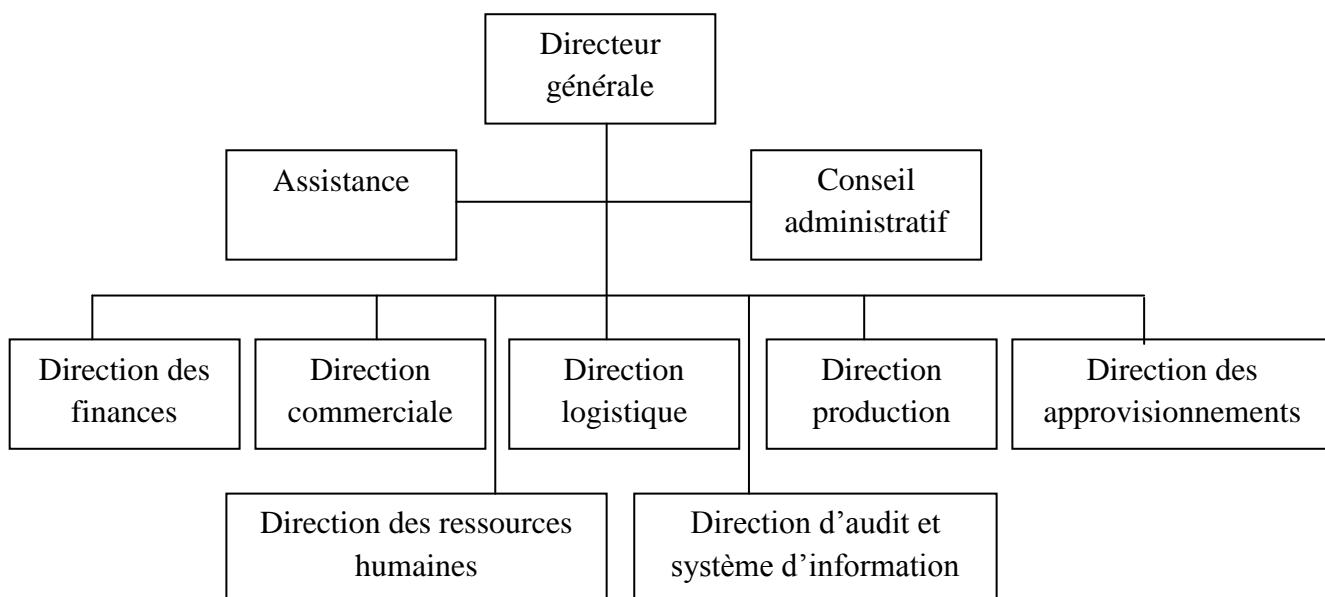 Directeur
générale
Assistance
Conseil
administratif
Direction des
finances
Direction
commerciale
Direction
logistique
Direction
production
Direction des
approvisionnements
Direction des ressources
humaines
Direction d’audit et
système d’information